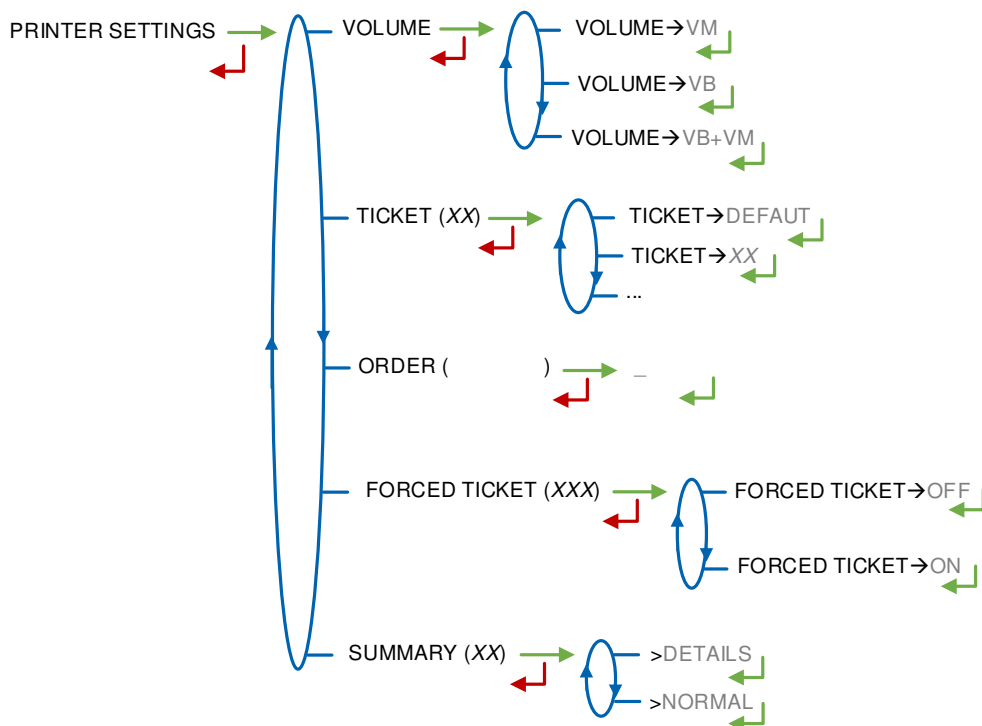 PRINTER SETTINGS
VOLUME
VOLUME→VM
VOLUME→VB
VOLUME→VB+VM
TICKET (XX)
TICKET→DEFAUT
TICKET→XX
...
ORDER ( )
_
FORCED TICKET (XXX)
FORCED TICKET→OFF
FORCED TICKET→ON
SUMMARY (XX)
>DETAILS
>NORMAL